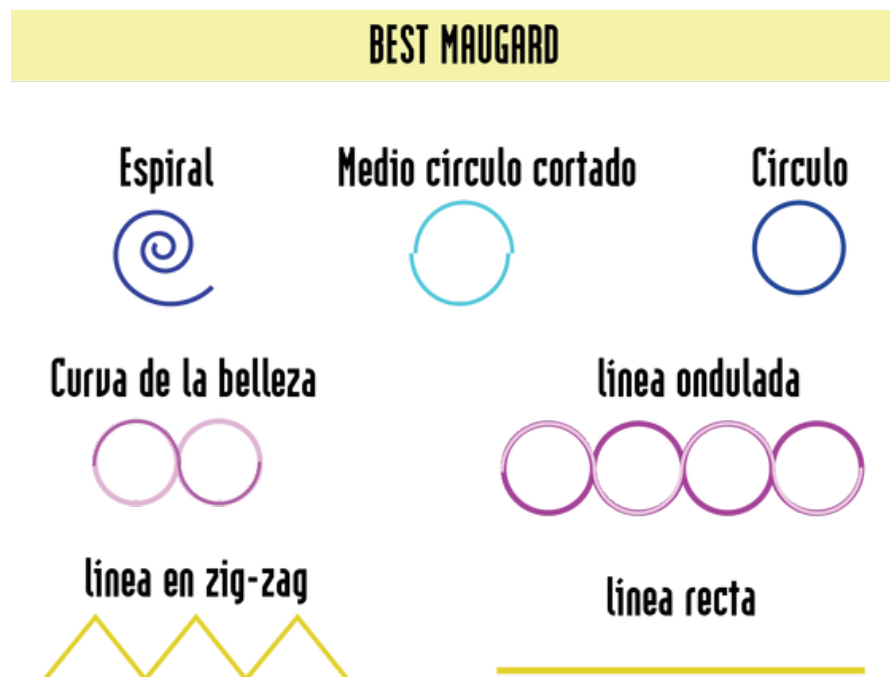 BEST MAUGARD
Espiral
Medio círculo cortado
Círculo
Curva de la belleza
línea ondulada
línea en zig-zag
línea recta